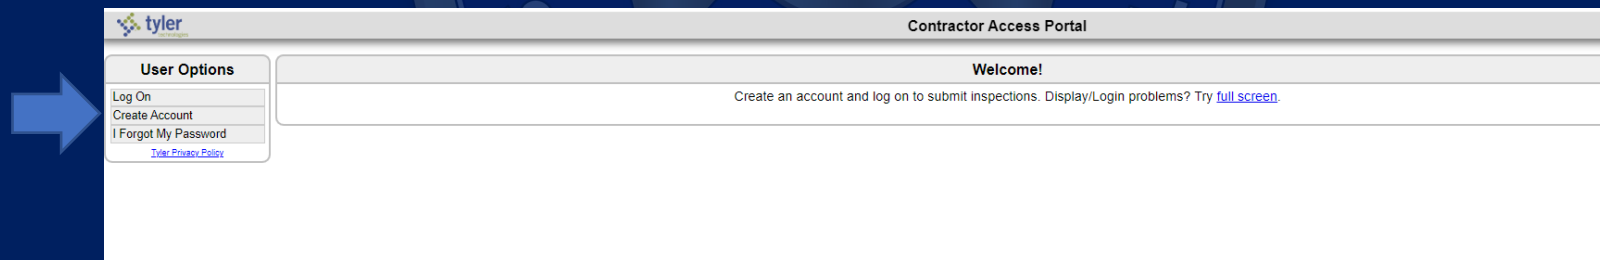 tyler
technologies
Contractor Access Portal
User Options
Log On
Create Account
I Forgot My Password
Tyler Privacy Policy
Welcome!
Create an account and log on to submit inspections. Display/Login problems? Try full screen.